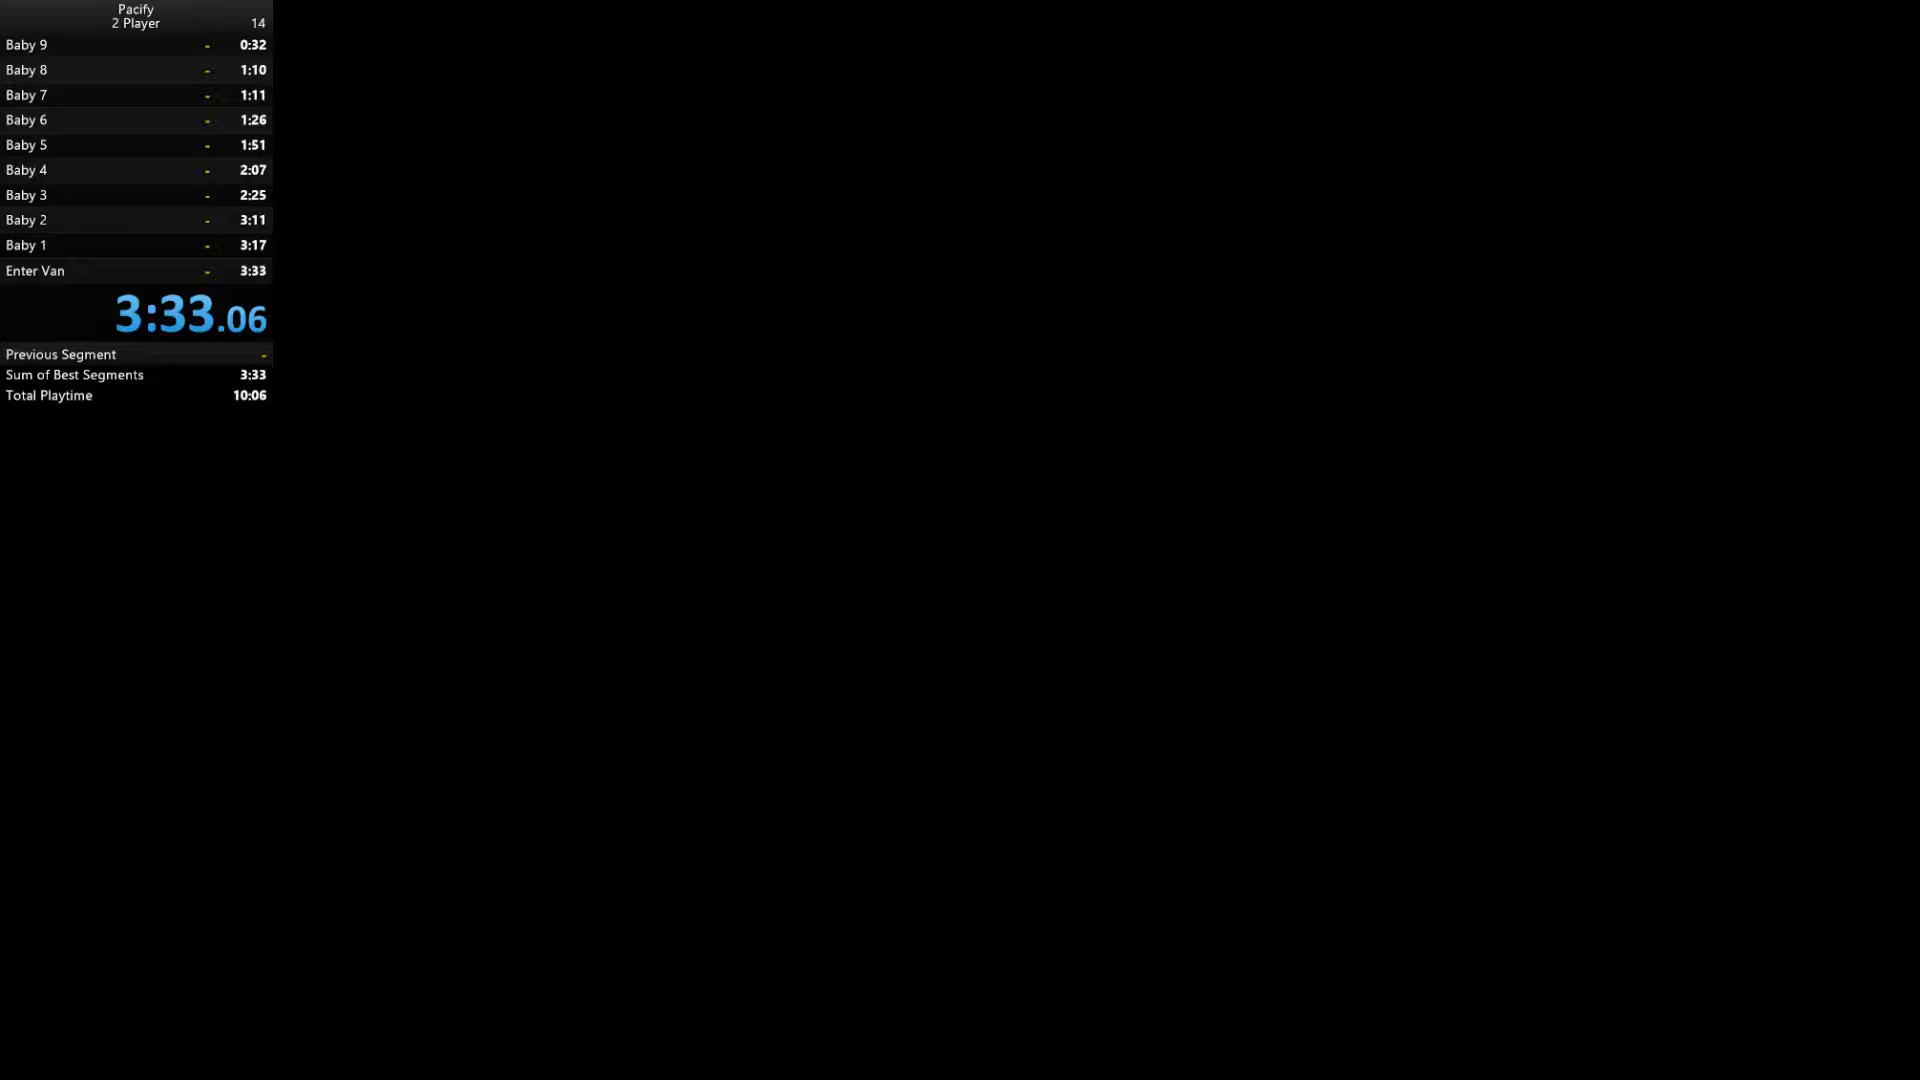 Pacify
2 Player 14
Baby 9 - 0:32
Baby 8 - 1:10
Baby 7 - 1:11
Baby 6 - 1:26
Baby 5 - 1:51
Baby 4 - 2:07
Baby 3 - 2:25
Baby 2 - 3:11
Baby 1 - 3:17
Enter Van - 3:33
3:33.06
Previous Segment -
Sum of Best Segments 3:33
Total Playtime 10:06